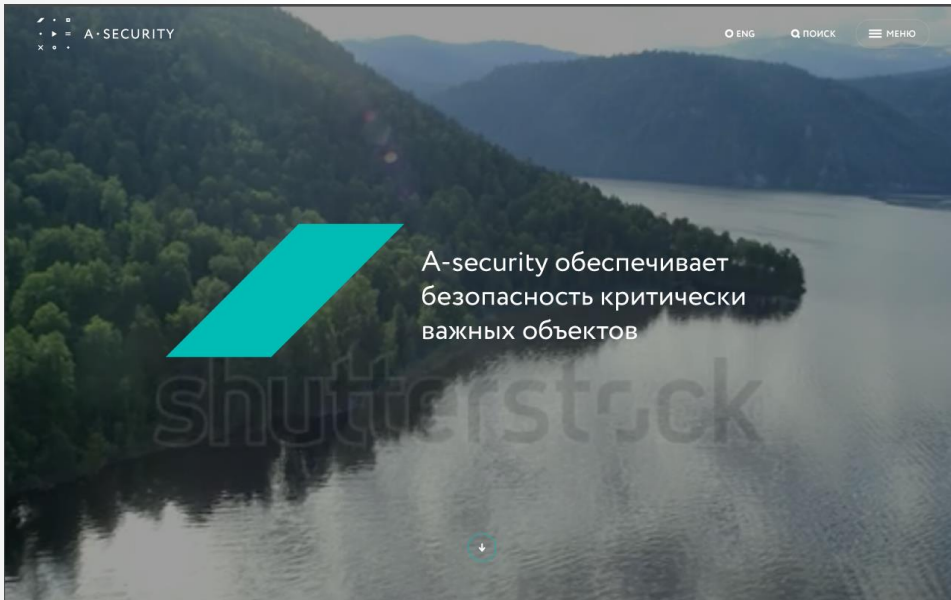 A·SECURITY
ENG
ПОИСК
МЕНЮ
A-security обеспечивает
безопасность критически
важных объектов
shutterstock